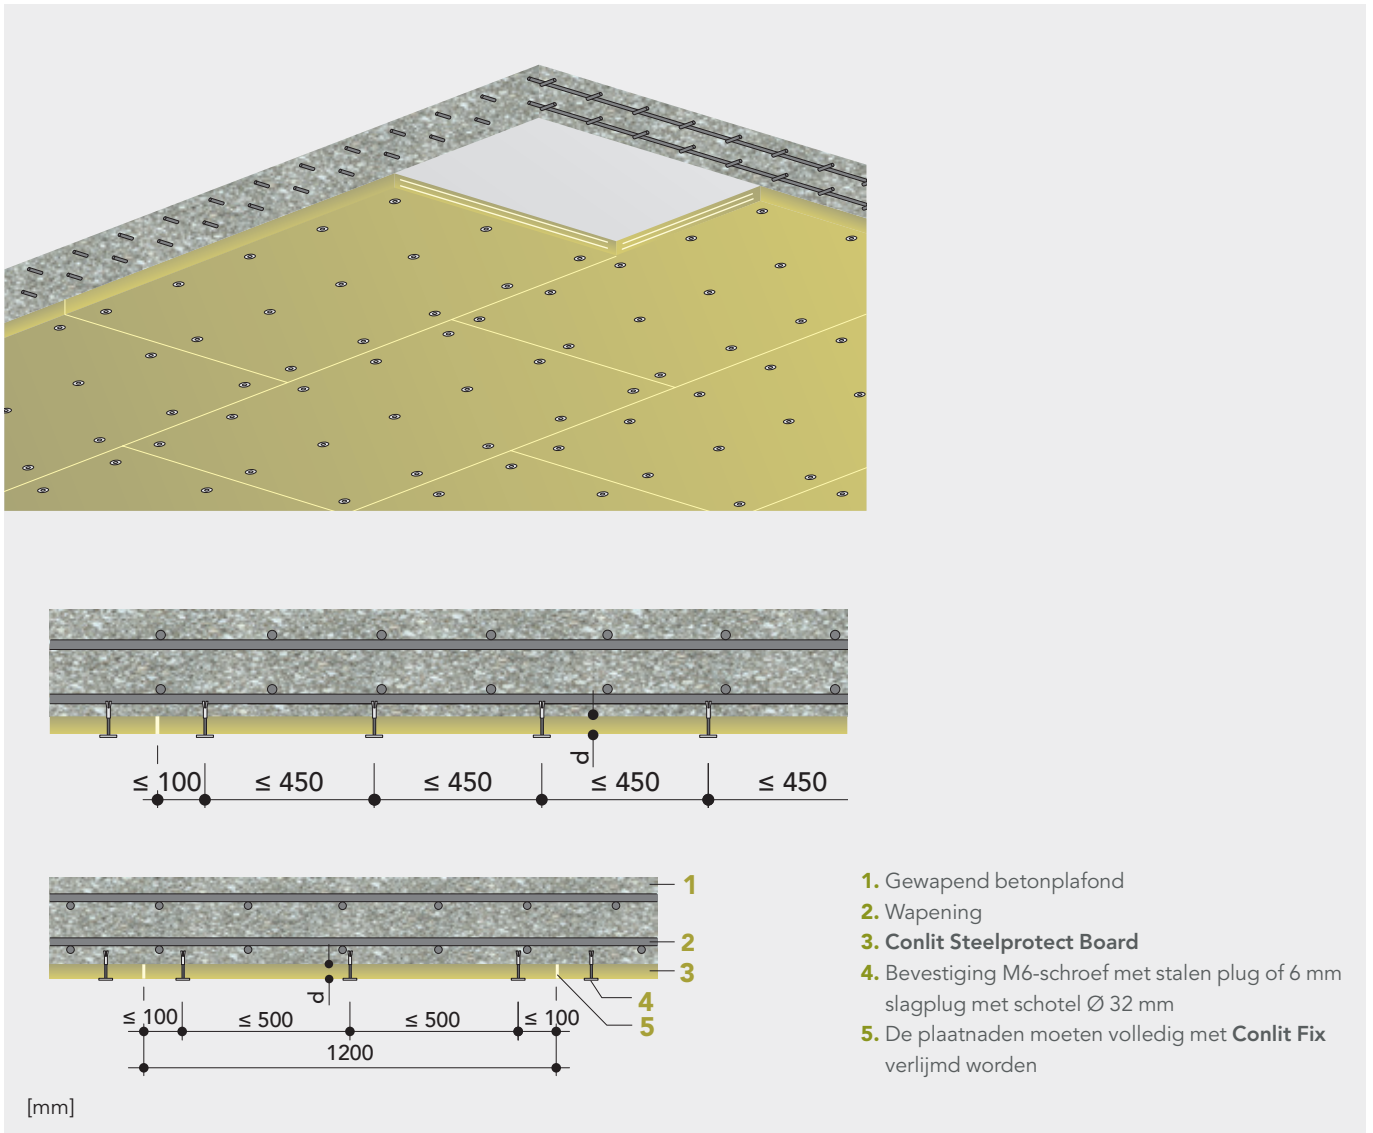 d
≤ 100
≤ 450
≤ 450
≤ 450
≤ 450
1
2
3
4
5
d
≤ 100
≤ 500
≤ 500
≤ 100
1200
1. Gewapend betonplafond
2. Wapening
3. Conlit Steelprotect Board
4. Bevestiging M6-schroef met stalen plug of 6 mm
slagplug met schotel Ø 32 mm
5. De plaatnaden moeten volledig met Conlit Fix
verlijmd worden
[mm]